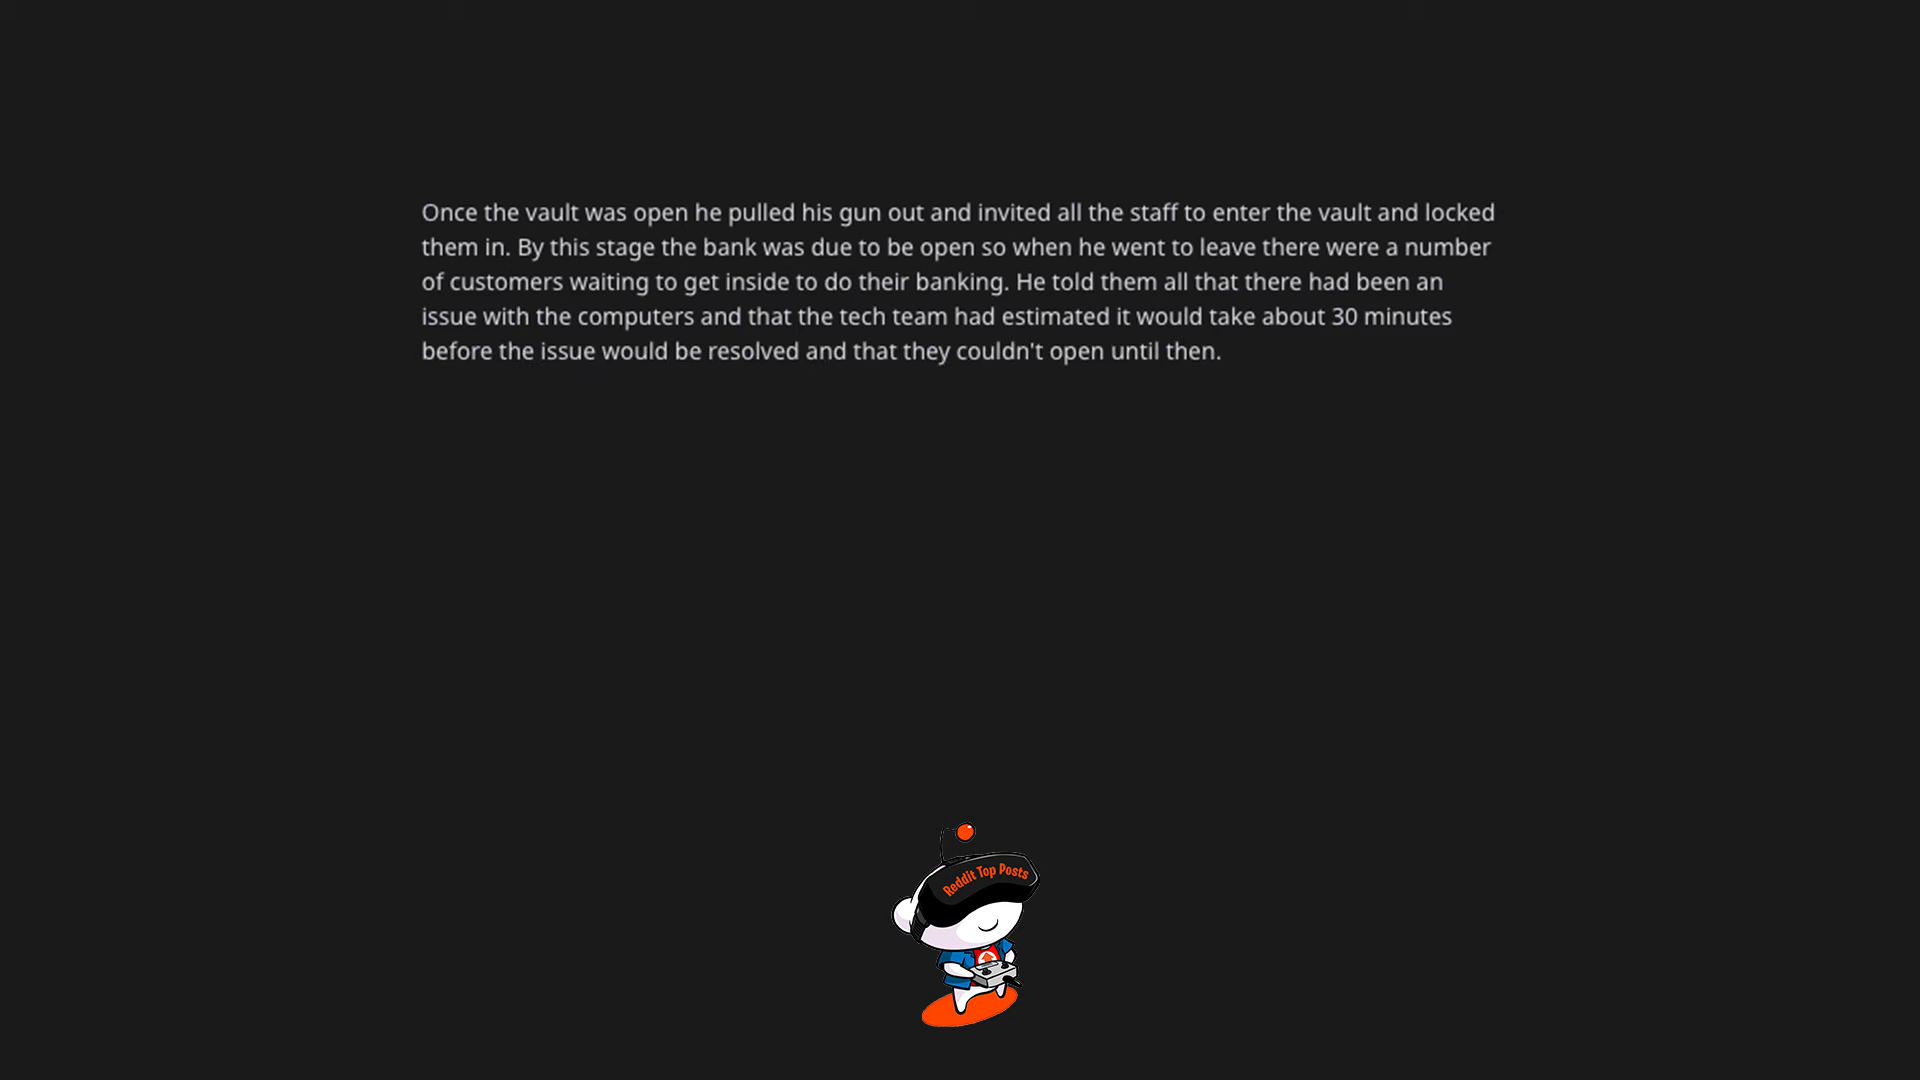 Once the vault was open he pulled his gun out and invited all the staff to enter the vault and locked
them in. By this stage the bank was due to be open so when he went to leave there were a number
of customers waiting to get inside to do their banking. He told them all that there had been an
issue with the computers and that the tech team had estimated it would take about 30 minutes
before the issue would be resolved and that they couldn't open until then.
Reddit Top Posts